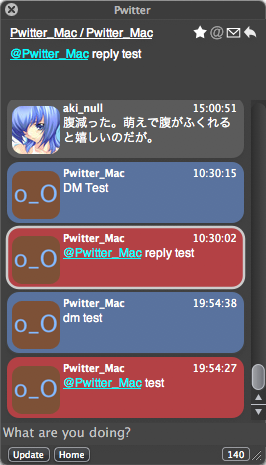 Pwitter
Pwitter_Mac / Pwitter_Mac
@
@Pwitter_Mac reply test
aki_null 15:00:51
腹減った。萌えで腹がふくれる
と嬉しいのだが。
Pwitter_Mac 10:30:15
o_O
DM Test
Pwitter_Mac 10:30:02
o_O
@Pwitter_Mac reply test
Pwitter_Mac 19:54:38
o_O
dm test
Pwitter_Mac 19:54:27
o_O
@Pwitter_Mac test
What are you doing?
Update Home 140